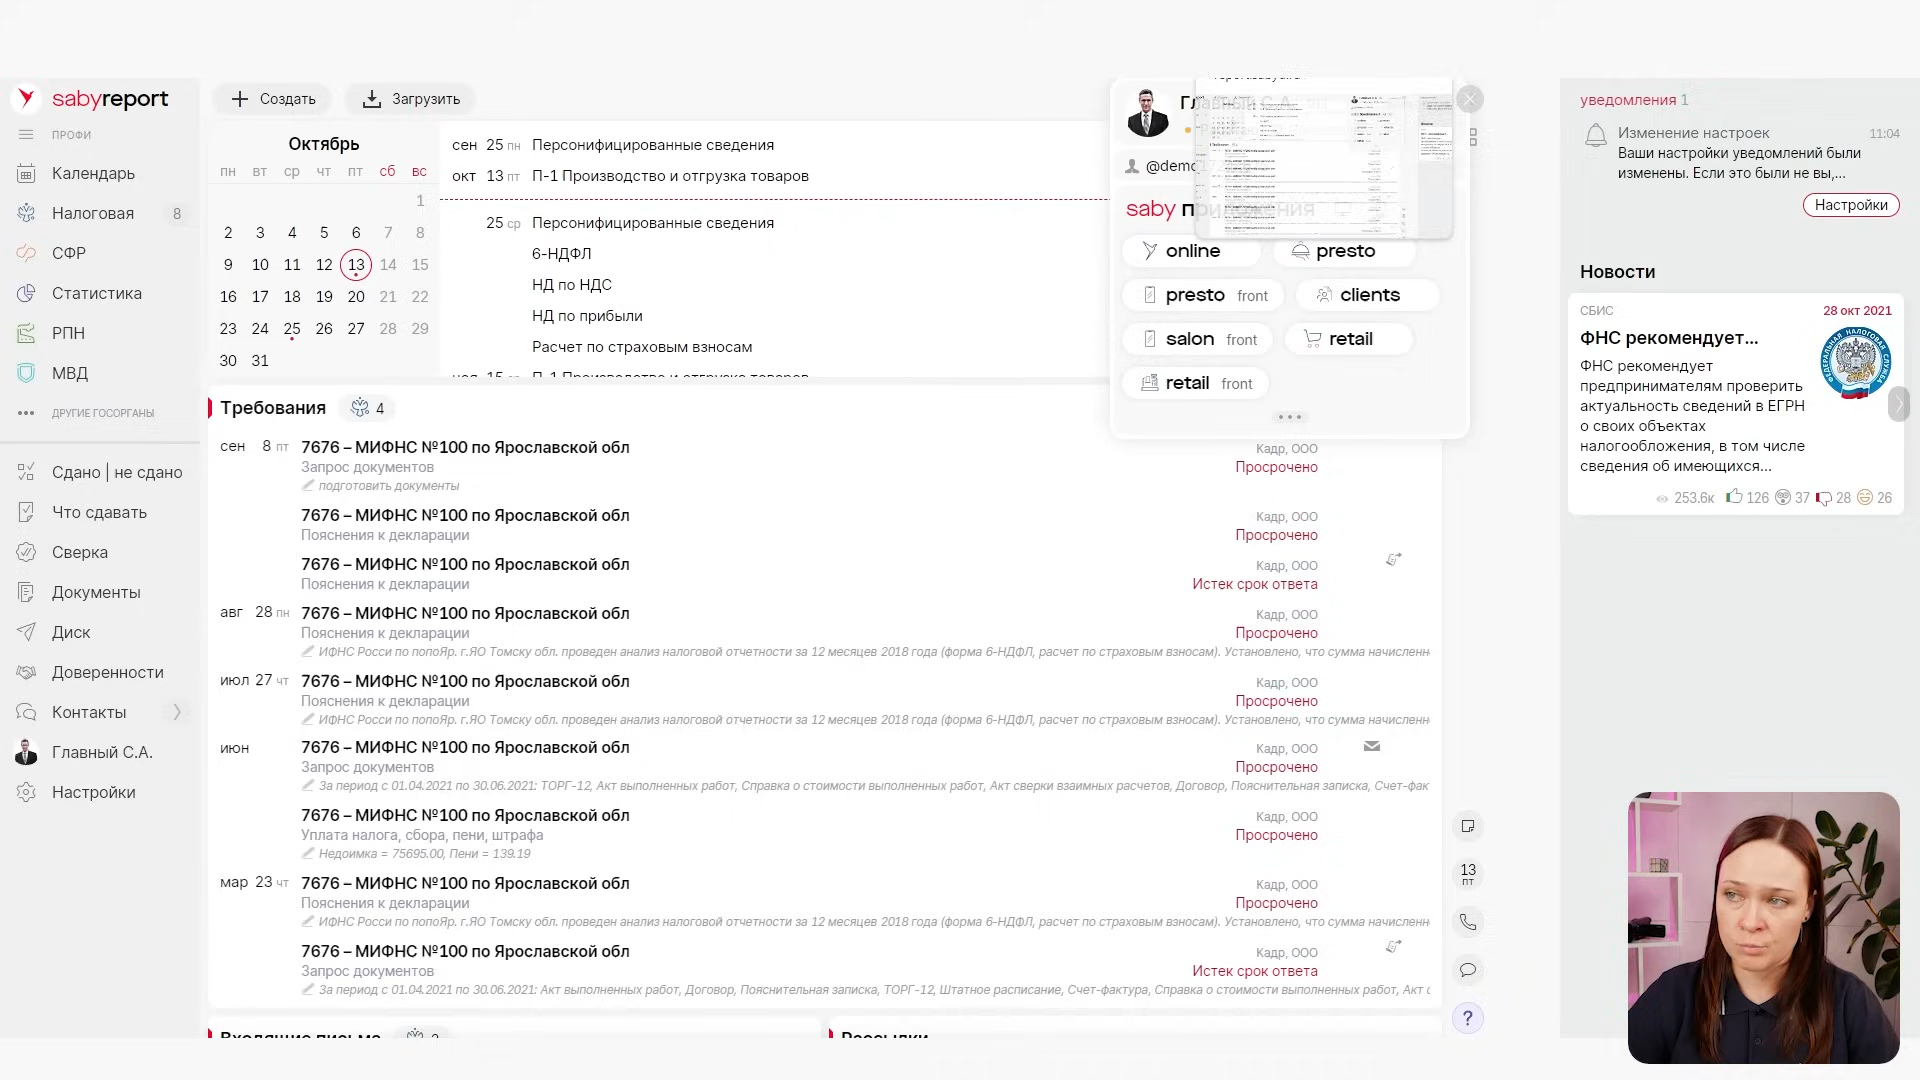 sabyreport
ПРОФИ
Календарь
Налоговая 8
СФР
Статистика
РПН
МВД
ДРУГИЕ ГОСОРГАНЫ
Сдано | не сдано
Что сдавать
Сверка
Документы
Диск
Доверенности
Контакты
Главный С.А.
Настройки
Создать Загрузить
Октябрь
пн вт ср чт пт сб вс
1
2 3 4 5 6 7 8
9 10 11 12 13 14 15
16 17 18 19 20 21 22
23 24 25 26 27 28 29
30 31
сен 25 пн Персонифицированные сведения
окт 13 пт П-1 Производство и отгрузка товаров
25 ср Персонифицированные сведения
6-НДФЛ
НД по НДС
НД по прибыли
Расчет по страховым взносам
Главный С.А.
saby приложения
online presto
presto front clients
salon front retail
retail front
Требования 4
сен 8 пт 7676 – МИФНС №100 по Ярославской обл Кадр, ООО
Запрос документов Просрочено
подготовить документы
7676 – МИФНС №100 по Ярославской обл Кадр, ООО
Пояснения к декларации Просрочено
7676 – МИФНС №100 по Ярославской обл Кадр, ООО
Пояснения к декларации Истек срок ответа
авг 28 пн 7676 – МИФНС №100 по Ярославской обл Кадр, ООО
Пояснения к декларации Просрочено
ИФНС Росси по попоЯр. г.ЯО Томску обл. проведен анализ налоговой отчетности за 12 месяцев 2018 года (форма 6-НДФЛ, расчет по страховым взносам). Установлено, что сумма начисленн
июл 27 чт 7676 – МИФНС №100 по Ярославской обл Кадр, ООО
Пояснения к декларации Просрочено
ИФНС Росси по попоЯр. г.ЯО Томску обл. проведен анализ налоговой отчетности за 12 месяцев 2018 года (форма 6-НДФЛ, расчет по страховым взносам). Установлено, что сумма начисленн
июн 7676 – МИФНС №100 по Ярославской обл Кадр, ООО
Запрос документов Просрочено
За период с 01.04.2021 по 30.06.2021: ТОРГ-12, Акт выполненных работ, Справка о стоимости выполненных работ, Акт сверки взаимных расчетов, Договор, Пояснительная записка, Счет-фак
7676 – МИФНС №100 по Ярославской обл Кадр, ООО
Уплата налога, сбора, пени, штрафа Просрочено
Недоимка = 75695.00, Пени = 139.19
мар 23 чт 7676 – МИФНС №100 по Ярославской обл Кадр, ООО
Пояснения к декларации Просрочено
ИФНС Росси по попоЯр. г.ЯО Томску обл. проведен анализ налоговой отчетности за 12 месяцев 2018 года (форма 6-НДФЛ, расчет по страховым взносам). Установлено, что сумма начисленн
7676 – МИФНС №100 по Ярославской обл Кадр, ООО
Запрос документов Истек срок ответа
За период с 01.04.2021 по 30.06.2021: Акт выполненных работ, Договор, Пояснительная записка, ТОРГ-12, Штатное расписание, Счет-фактура, Справка о стоимости выполненных работ, Акт с
Входящие письма
Рассылки
13
пт
?
уведомления 1
Изменение настроек 11:04
Ваши настройки уведомлений были
изменены. Если это были не вы,...
Настройки
Новости
СБИС 28 окт 2021
ФНС рекомендует...
ФНС рекомендует
предпринимателям проверить
актуальность сведений в ЕГРН
о своих объектах
налогообложения, в том числе
сведения об имеющихся...
253.6к 126 37 28 26